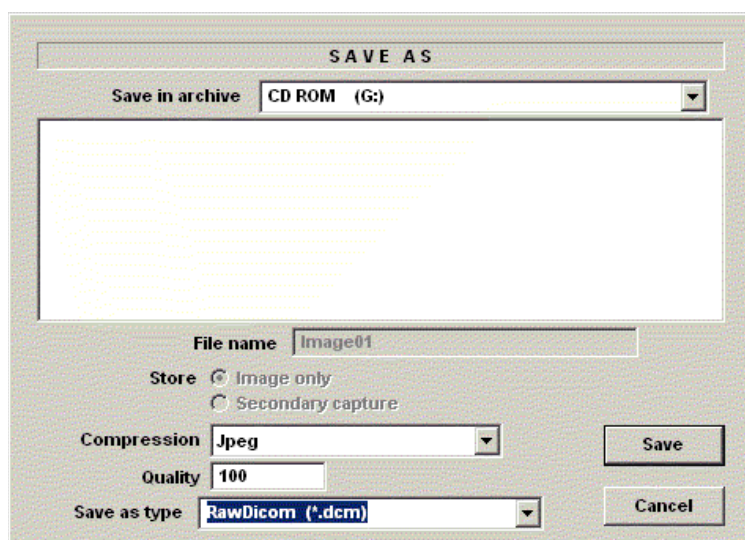 SAVE AS
Save in archive CD ROM (G:)
File name Image01
Store Image only
Secondary capture
Compression Jpeg
Save
Quality 100
Save as type RawDicom (*.dcm)
Cancel